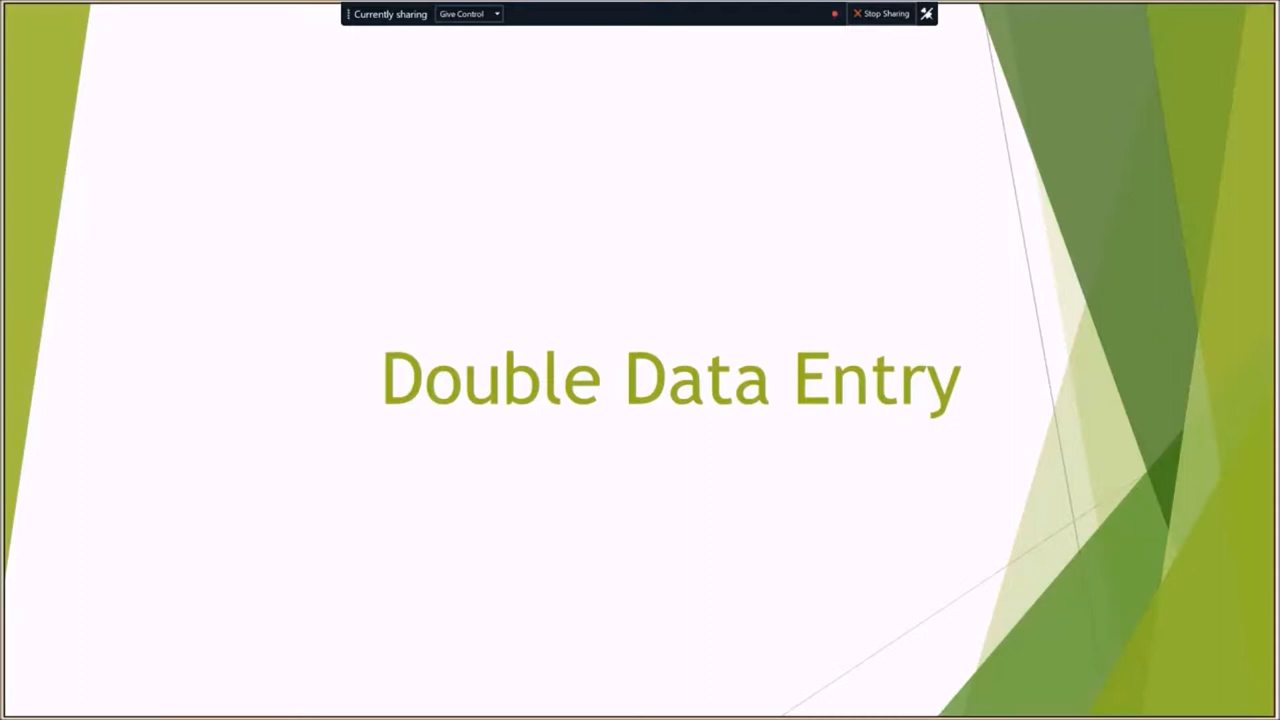 Currently sharing
Give Control
Stop Sharing
Double Data Entry